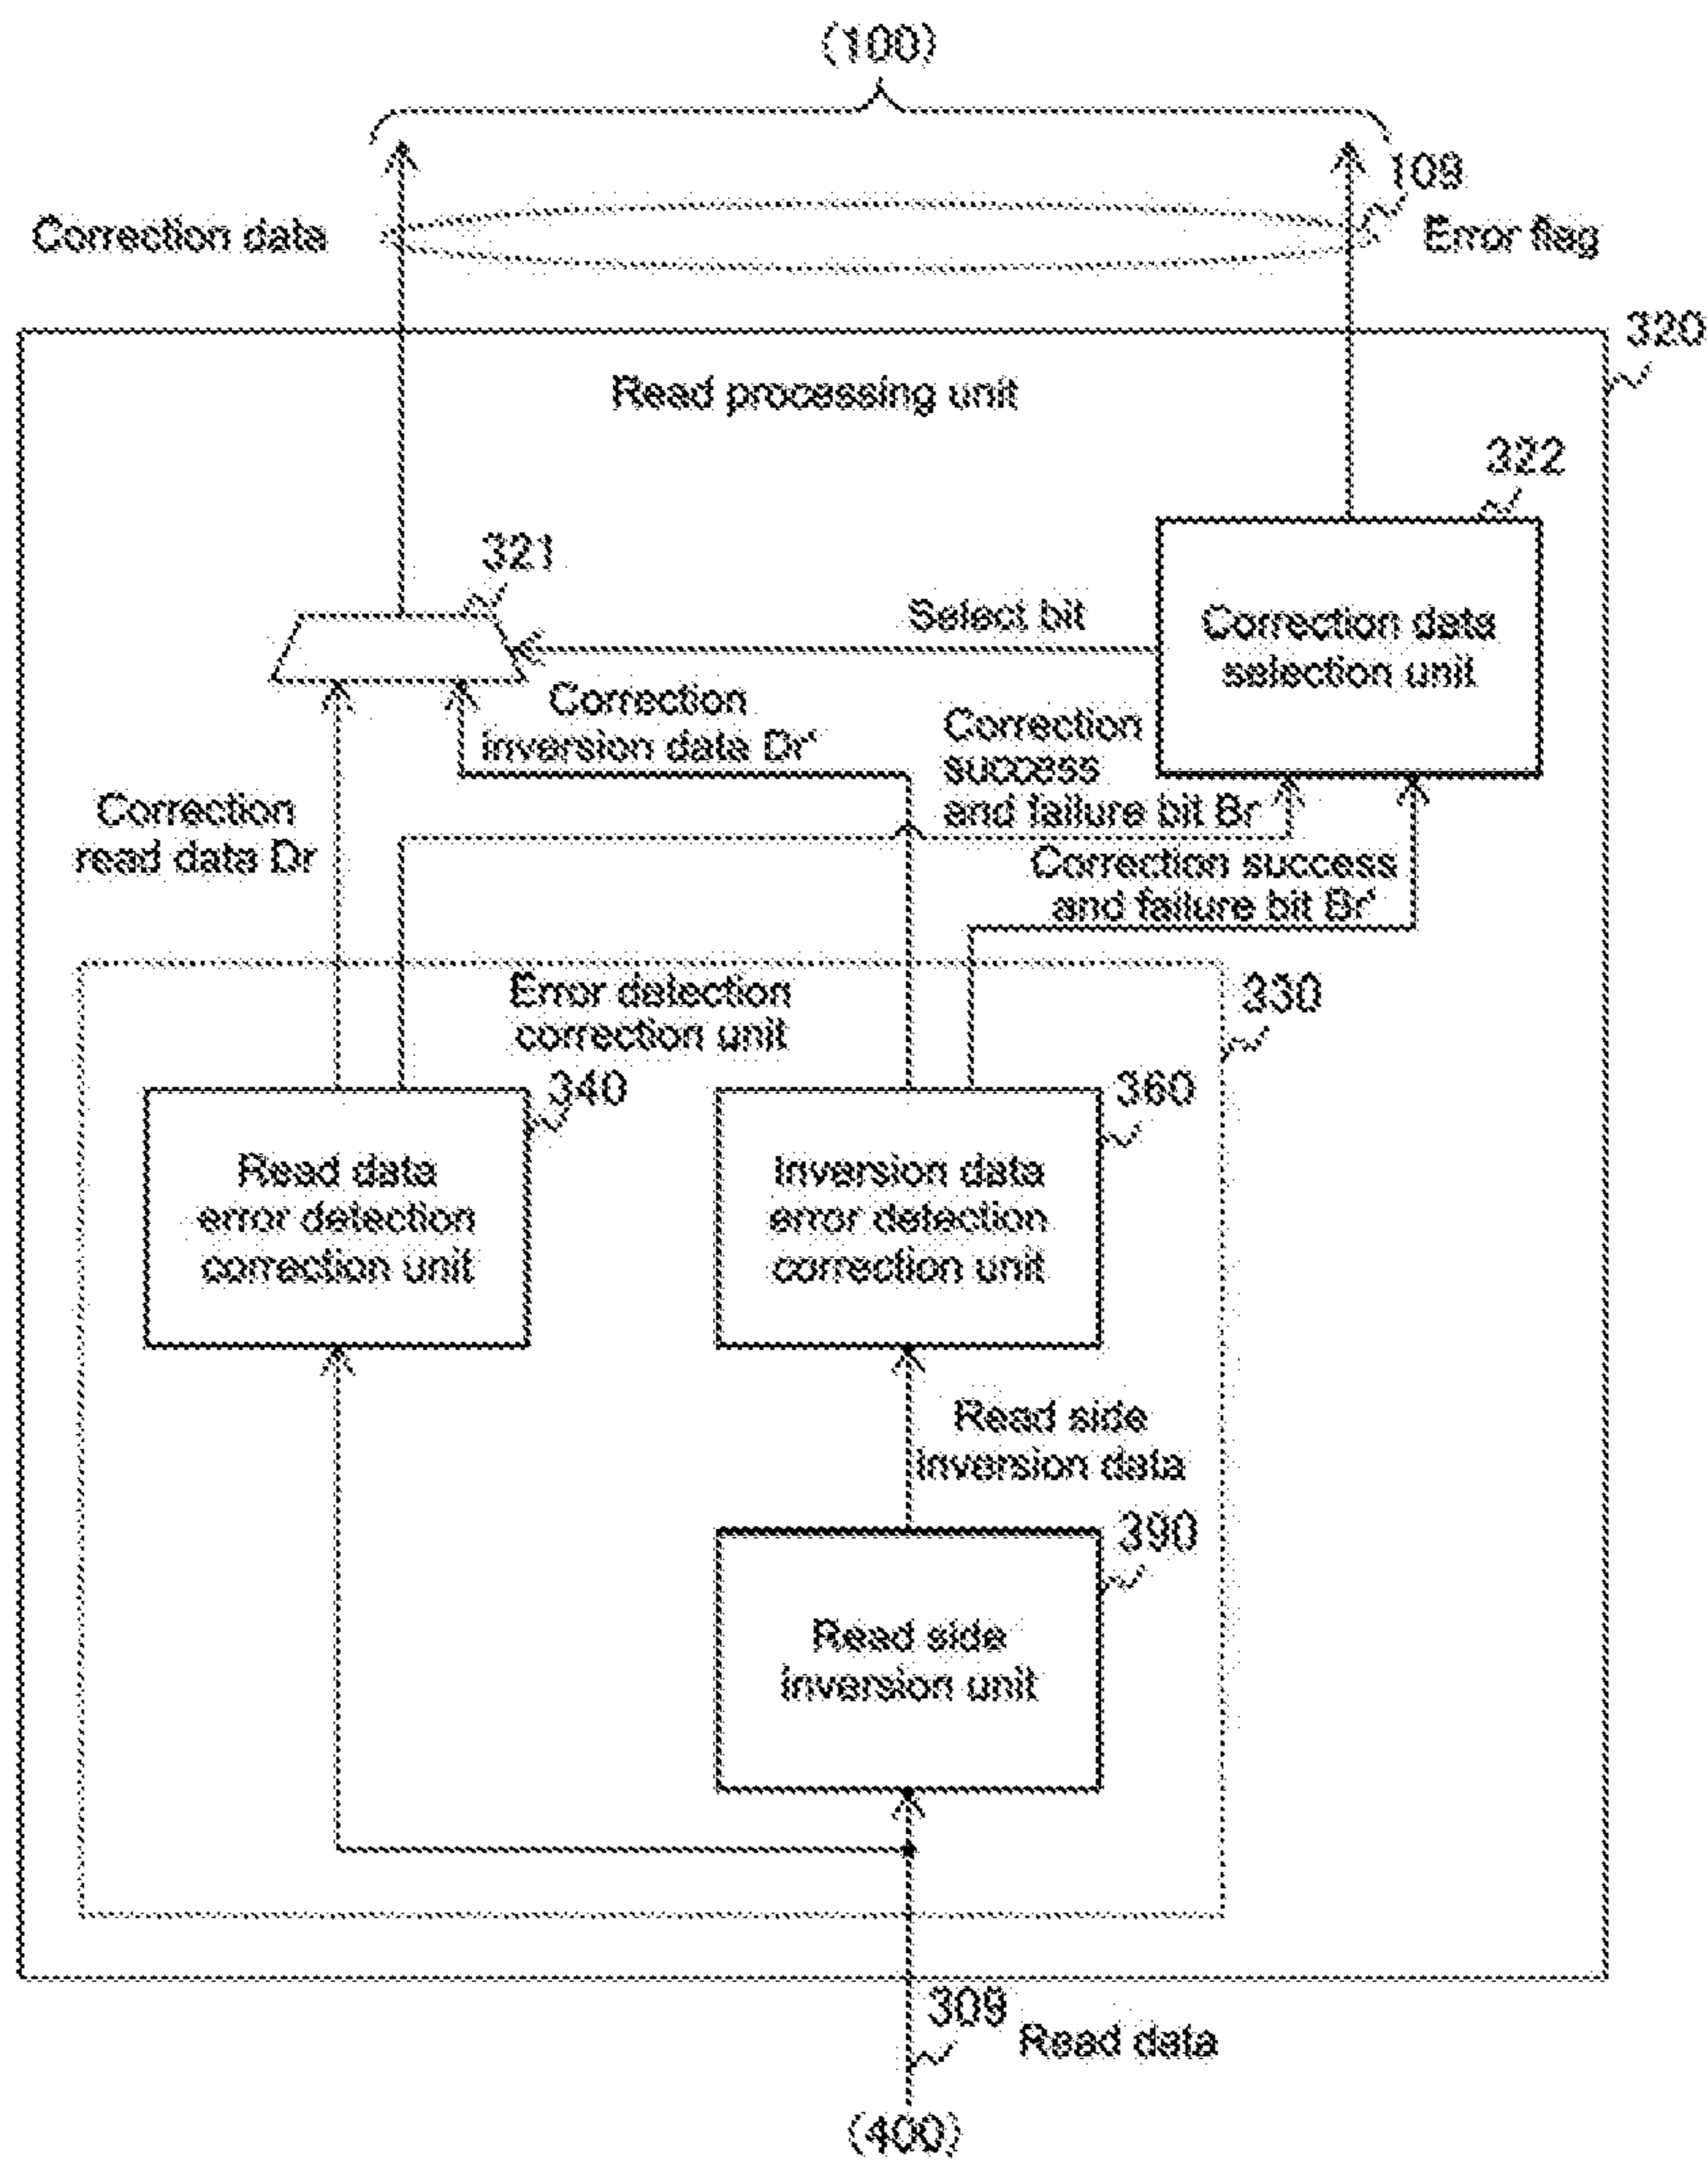 (100)
109
Correction data
Error flag
320
Read processing unit
322
321
Select bit
Correction data
selection unit
Correction
inversion data Dr'
Correction
success
and failure bit Br
Correction
read data Dr
Correction success
and failure bit Br'
Error detection
correction unit
330
340
360
Read data
error detection
correction unit
Inversion data
error detection
correction unit
Read side
inversion data
390
Read side
inversion unit
309
Read data
(400)